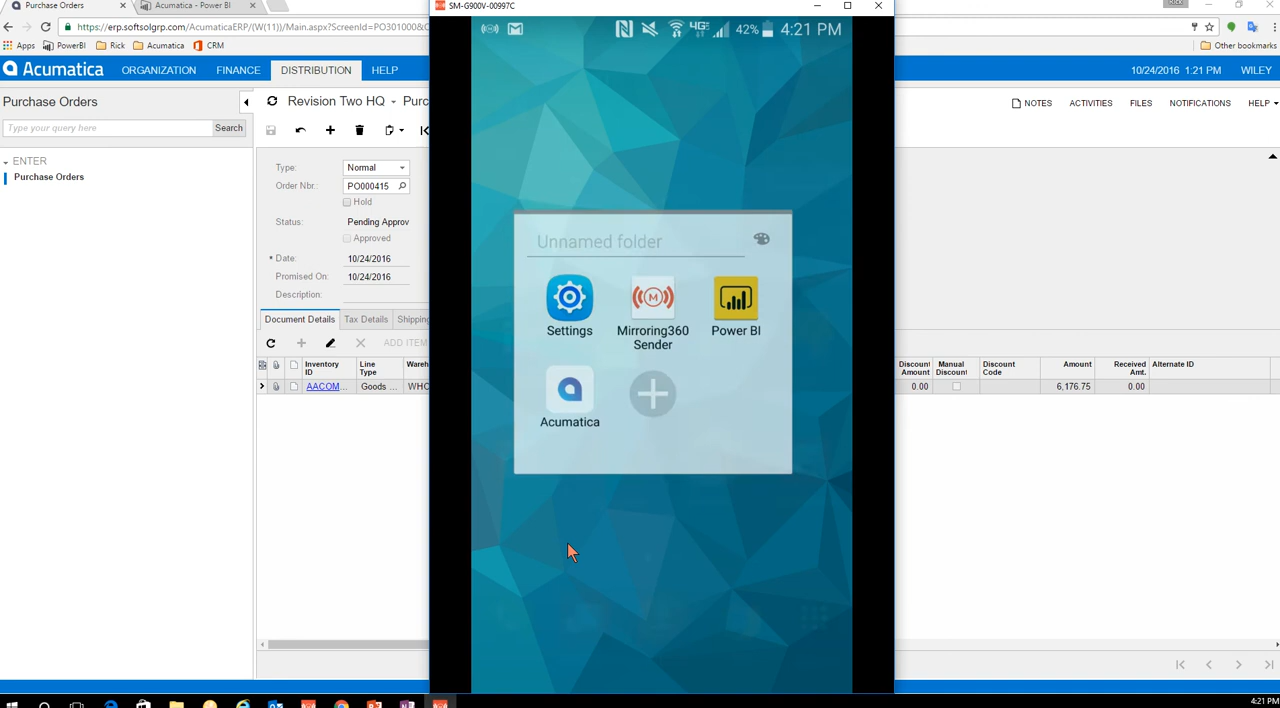 Purchase Orders
Acumatica - Power BI
SM-G900V-00997C
Rick
https://erp.softsolgrp.com/AcumaticaERP/(W(11))/Main.aspx?ScreenId=PO301000&
Apps PowerBI Rick Acumatica CRM
Other bookmarks
42% 4:21 PM
4G
Acumatica ORGANIZATION FINANCE DISTRIBUTION HELP
10/24/2016 1:21 PM WILEY
Purchase Orders
Revision Two HQ Purc
NOTES ACTIVITIES FILES NOTIFICATIONS HELP
Type your query here Search
ENTER
Purchase Orders
Type: Normal
Order Nbr.: PO000415
Hold
Status: Pending Approv
Approved
* Date: 10/24/2016
Promised On: 10/24/2016
Description:
Document Details Tax Details Shipping
ADD ITEM
Inventory ID
Line Type
Wareh
Discount Amount
Manual Discount
Discount Code
Amount
Received Amt.
Alternate ID
AACOM... Goods ... WHO
0.00 6,176.75 0.00
Unnamed folder
Settings
Mirroring360 Sender
Power BI
Acumatica
4:21 PM